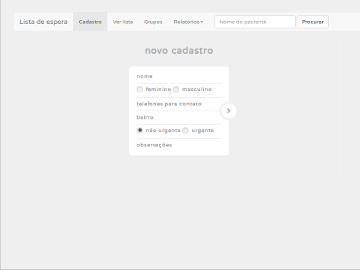 Lista de espera Cadastro Ver lista Grupos Relatórios Nome do paciente Procurar
novo cadastro
nome
feminino masculino
telefones para contato
bairro
não urgente urgente
observações